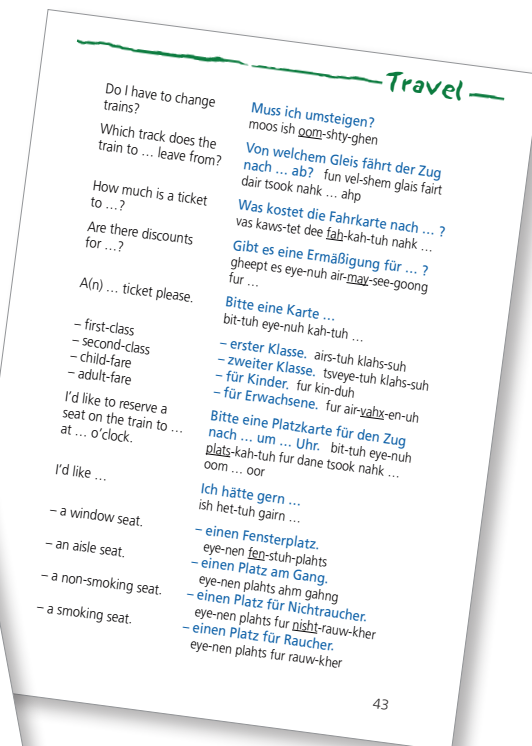 Travel
Do I have to change
trains?
Muss ich umsteigen?
moos ish oom-shty-ghen
Which track does the
train to … leave from?
Von welchem Gleis fährt der Zug
nach … ab? fun vel-shem glais fairt
dair tsook nahk … ahp
How much is a ticket
to …?
Was kostet die Fahrkarte nach … ?
vas kaws-tet dee fah-kah-tuh nahk …
Are there discounts
for …?
Gibt es eine Ermäßigung für … ?
gheept es eye-nuh air-may-see-goong
fur …
A(n) … ticket please.
Bitte eine Karte …
bit-tuh eye-nuh kah-tuh …
– first-class
– erster Klasse. airs-tuh klahs-suh
– second-class
– zweiter Klasse. tsveye-tuh klahs-suh
– child-fare
– für Kinder. fur kin-duh
– adult-fare
– für Erwachsene. fur air-vahx-en-uh
I’d like to reserve a
seat on the train to …
at … o’clock.
Bitte eine Platzkarte für den Zug
nach … um … Uhr. bit-tuh eye-nuh
plats-kah-tuh fur dane tsook nahk …
oom … oor
I’d like …
Ich hätte gern …
ish het-tuh gairn …
– a window seat.
– einen Fensterplatz.
eye-nen fen-stuh-plahts
– an aisle seat.
– einen Platz am Gang.
eye-nen plahts ahm gahng
– a non-smoking seat.
– einen Platz für Nichtraucher.
eye-nen plahts fur nisht-rauw-kher
– a smoking seat.
– einen Platz für Raucher.
eye-nen plahts fur rauw-kher
43